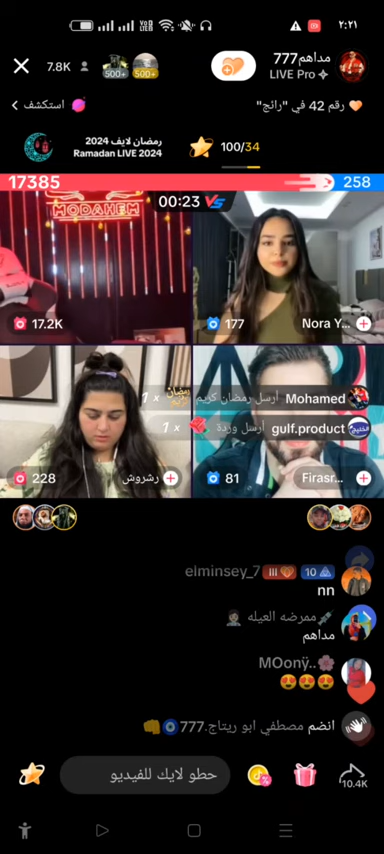 ٢:٢١
مداهم777
LIVE Pro
7.8K
500+
500+
رقم 42 في "رائج"
استكشف
رمضان لايف 2024
Ramadan LIVE 2024
100/34
17385
258
00:23
MODAHEM
17.2K
177
Nora Y...
Mohamed أرسل رمضان كريم × 1
gulf.product أرسل وردة × 1
228
رشروش
81
Firasr...
elminsey_7 III 10
nn
ممرضه العيله
مداهم
MOonÿ..
😍😍😍
انضم مصطفي ابو ريتاج.777
حطو لايك للفيديو
10.4K